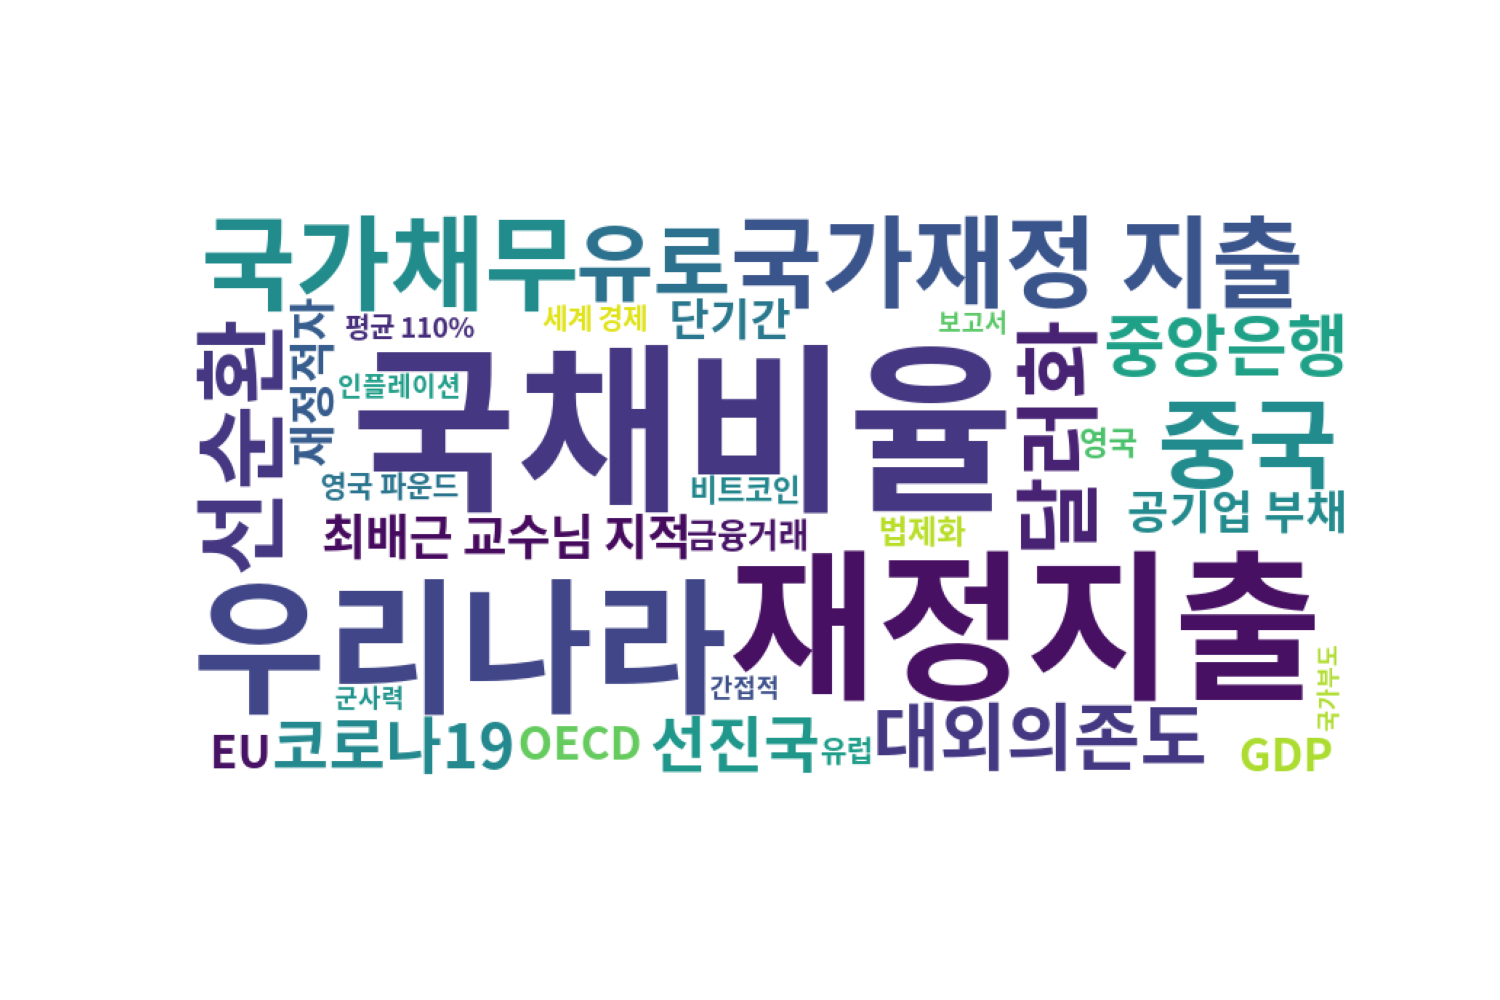 국가채무
유로
국가재정 지출
선순환
재정적자
평균 110%
세계 경제
단기간
보고서
달러화
중앙은행
인플레이션
국채비율
중국
영국
영국 파운드
비트코인
공기업 부채
최배근 교수님 지적
금융거래
법제화
우리나라
재정지출
군사력
간접적
국가부도
EU
코로나19
OECD
선진국
유럽
대외의존도
GDP